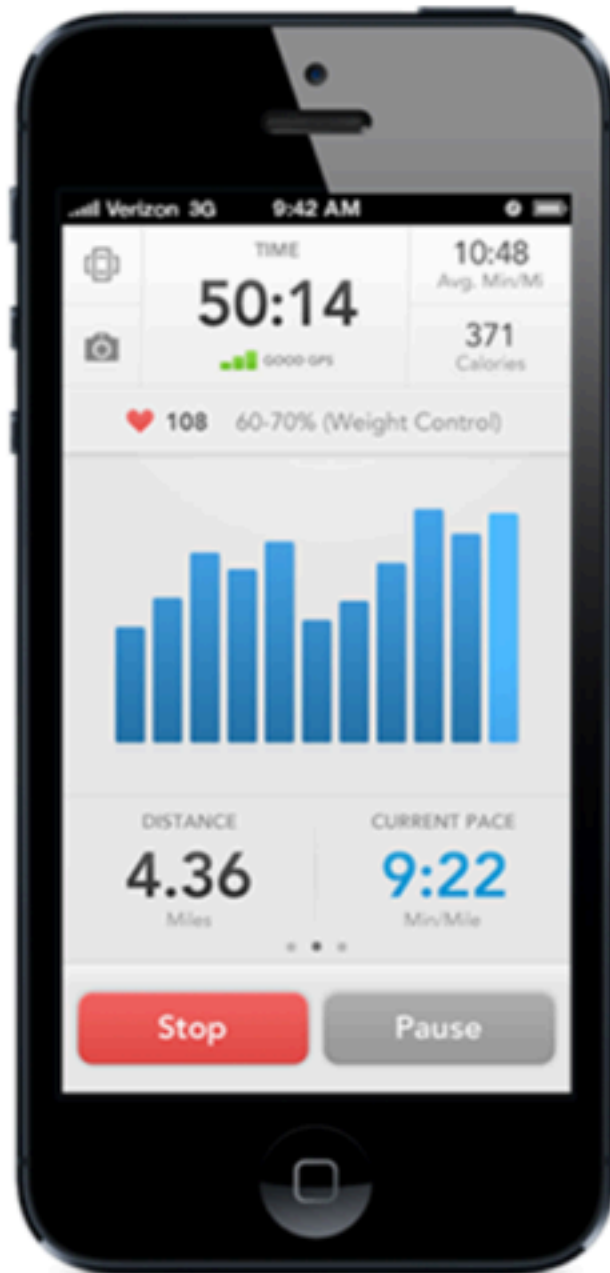 Verizon 3G 9:42 AM
TIME
50:14
GOOD GPS
10:48
Avg. Min/Mi
371
Calories
108 60-70% (Weight Control)
DISTANCE
4.36
Miles
CURRENT PACE
9:22
Min/Mile
Stop Pause